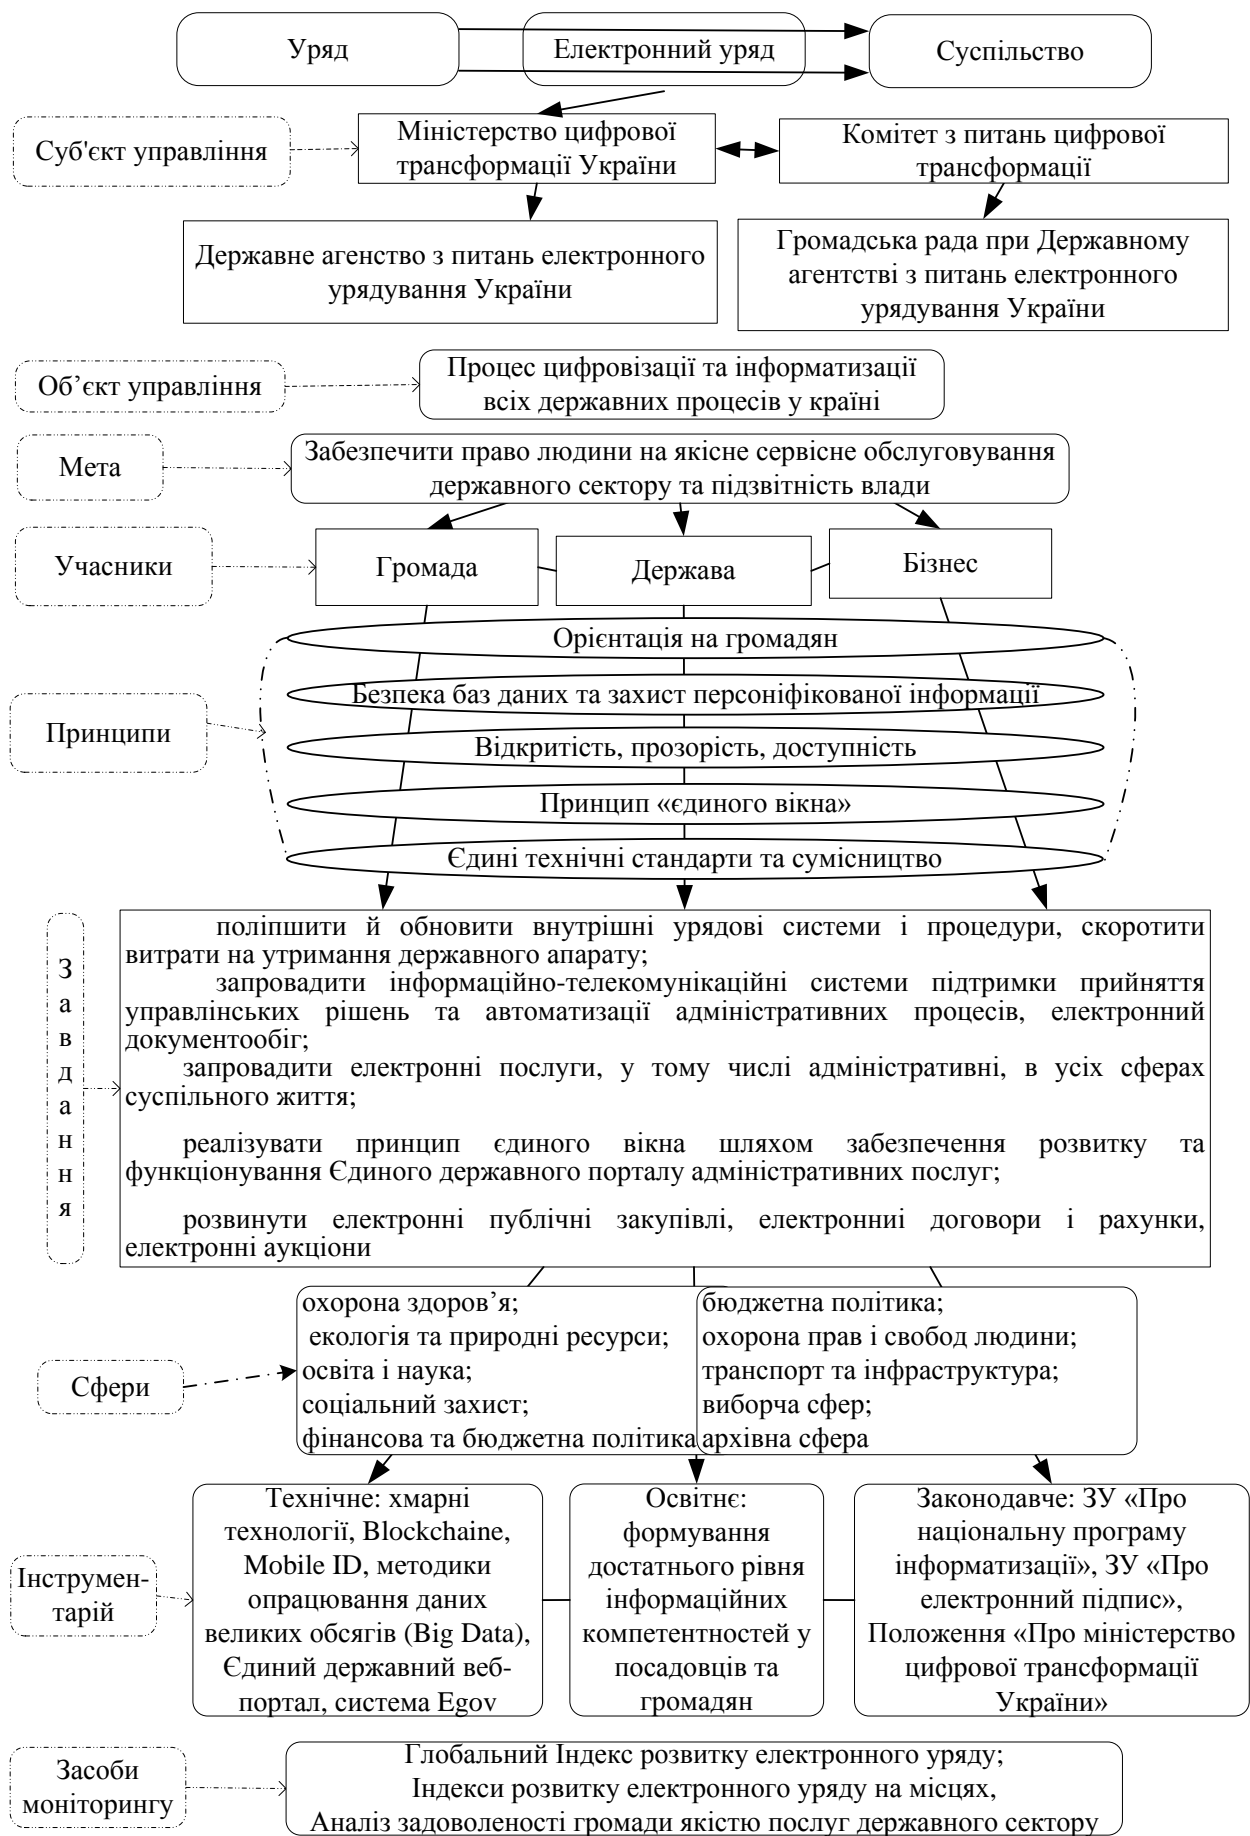 Уряд
Електронний уряд
Суспільство
Суб'єкт управління
Міністерство цифрової
трансформації України
Комітет з питань цифрової
трансформації
Державне агенство з питань електронного
урядування України
Громадська рада при Державному
агентстві з питань електронного
урядування України
Об’єкт управління
Процес цифровізації та інформатизації
всіх державних процесів у країні
Мета
Забезпечити право людини на якісне сервісне обслуговування
державного сектору та підзвітність влади
Учасники
Громада
Держава
Бізнес
Принципи
Орієнтація на громадян
Безпека баз даних та захист персоніфікованої інформації
Відкритість, прозорість, доступність
Принцип «єдиного вікна»
Єдині технічні стандарти та сумісництво
Завдання
поліпшити й обновити внутрішні урядові системи і процедури, скоротити
витрати на утримання державного апарату;
запровадити інформаційно-телекомунікаційні системи підтримки прийняття
управлінських рішень та автоматизації адміністративних процесів, електронний
документообіг;
запровадити електронні послуги, у тому числі адміністративні, в усіх сферах
суспільного життя;
реалізувати принцип єдиного вікна шляхом забезпечення розвитку та
функціонування Єдиного державного порталу адміністративних послуг;
розвинути електронні публічні закупівлі, електронниі договори і рахунки,
електронні аукціони
Сфери
охорона здоров’я;
екологія та природні ресурси;
освіта і наука;
соціальний захист;
фінансова та бюджетна політика
бюджетна політика;
охорона прав і свобод людини;
транспорт та інфраструктура;
виборча сфер;
архівна сфера
Інструмен-
тарій
Технічне: хмарні
технології, Blockchaine,
Mobile ID, методики
опрацювання даних
великих обсягів (Big Data),
Єдиний державний веб-
портал, система Egov
Освітнє:
формування
достатнього рівня
інформаційних
компетентностей у
посадовців та
громадян
Законодавче: ЗУ «Про
національну програму
інформатизації», ЗУ «Про
електронний підпис»,
Положення «Про міністерство
цифрової трансформації
України»
Засоби
моніторингу
Глобальний Індекс розвитку електронного уряду;
Індекси розвитку електронного уряду на місцях,
Аналіз задоволеності громади якістю послуг державного сектору